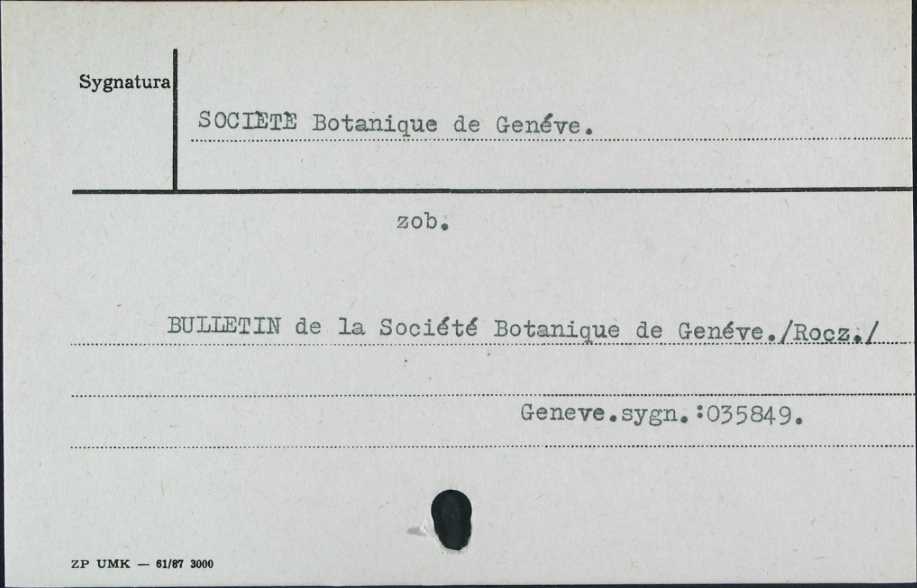 Sygnatura
SOCIÉTÉ Botanique de Genéve.
zob.
BULLETIN de la Société Botanique de Genéve./Rocz./
Geneve.sygn.:035849.
ZP UMK — 61/87 3000